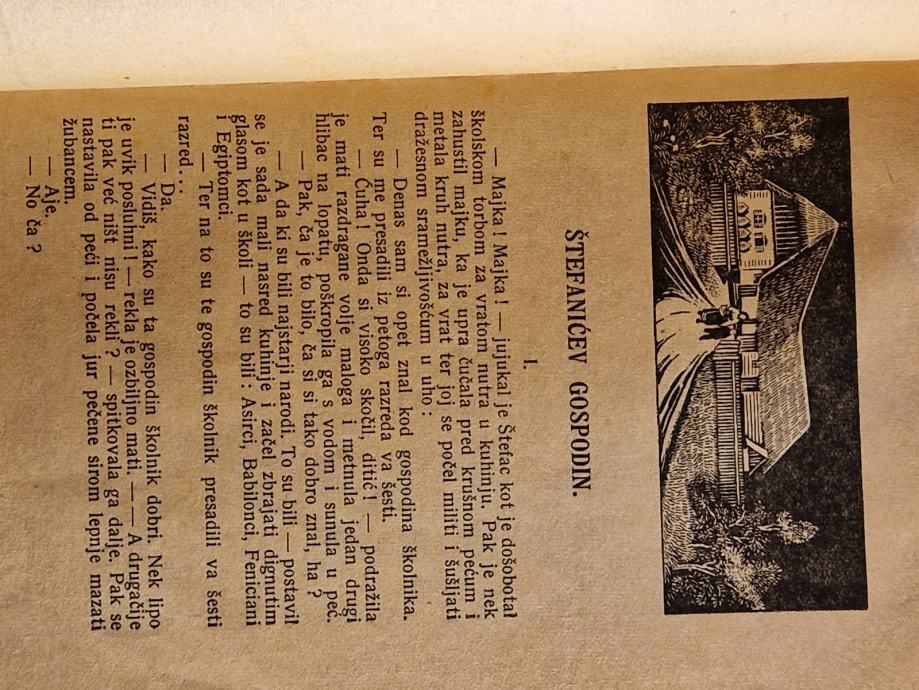 ŠTEFANIĆEV GOSPODIN.
I.
— Majka! Majka! — jujukal je Štefac kot je došobotal
školskom torbom za vratom nutra u kuhinju. Pak je nek
zahustil majku, ka je upra čučala pred krušnom pećum i
metala kruh nutra, za vrat ter joj se počel militi i šušljati
dražesnom sramežljivošćum u uho:
— Denas sam si opet znal kod gospodina školnika.
Ter su me presadili iz petoga razreda va šesti.
— Čuha! Onda si visoko skočil, ditić! — podražila
je mati razdragane volje maloga i metnula jedan drugi
hlibac na lopatu, poškropila ga s vodom i sunula u peć.
— Pak, ča je to bilo, ča si si tako dobro znal, ha?
— A da ki su bili najstarji narodi. To su bili — postavil
se je sada mali nasred kuhinje i začel zbrajati dignutim
glasom kot u školi — to su bili: Asirci, Babilonci, Feniciani
i Egiptomci.
— Ter na to su te gospodin školnik presadili va šesti
razred...
— Da.
— Vidiš, kako su ta gospodin školnik dobri. Nek lipo
je uvik posluhni! — rekla je ozbiljno mati. — — A drugačije
ti pak već ništ nisu rekli? — spitkovala ga dalje. Pak se
nastavila od peći i počela jur pečene sirom lepnje mazati
žubancem.
— Aje.
— No ča?